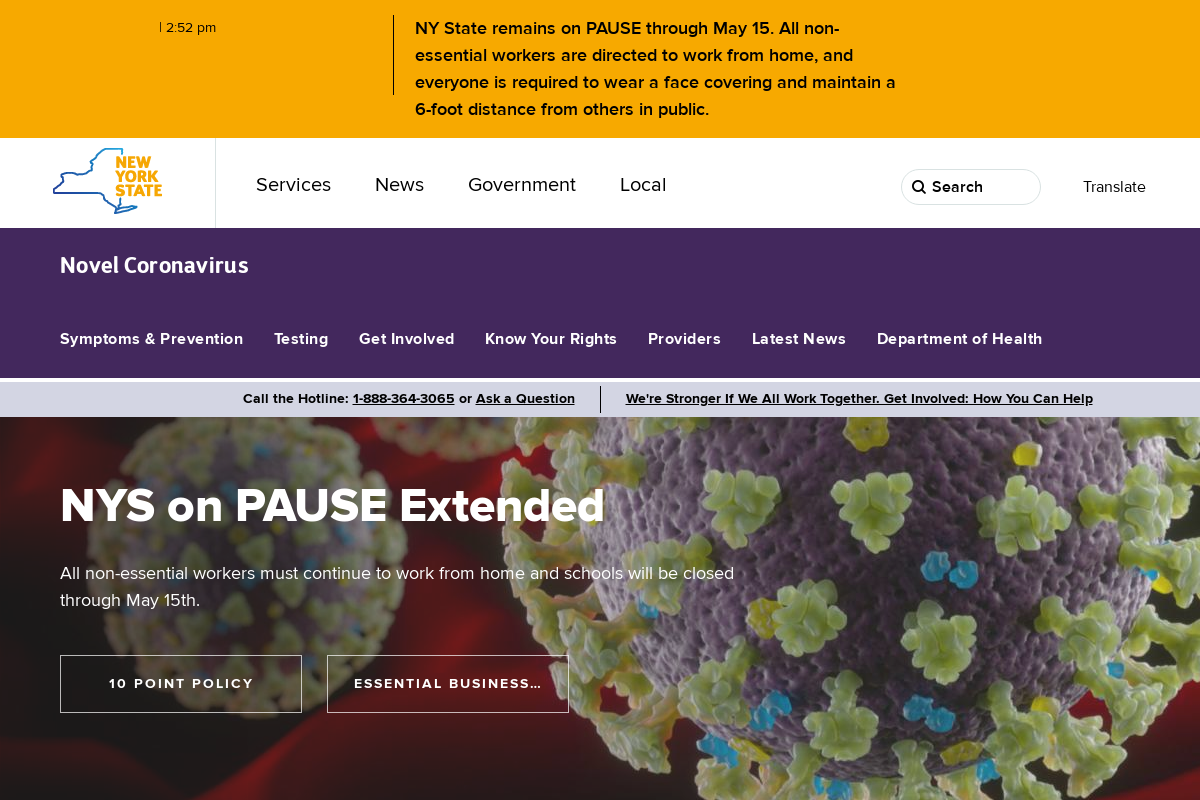 | 2:52 pm
NY State remains on PAUSE through May 15. All non-
essential workers are directed to work from home, and
everyone is required to wear a face covering and maintain a
6-foot distance from others in public.
NEW
YORK
STATE
Services News Government Local Search Translate
Novel Coronavirus
Symptoms & Prevention Testing Get Involved Know Your Rights Providers Latest News Department of Health
Call the Hotline: 1-888-364-3065 or Ask a Question
We're Stronger If We All Work Together. Get Involved: How You Can Help
NYS on PAUSE Extended
All non-essential workers must continue to work from home and schools will be closed
through May 15th.
10 POINT POLICY
ESSENTIAL BUSINESS…